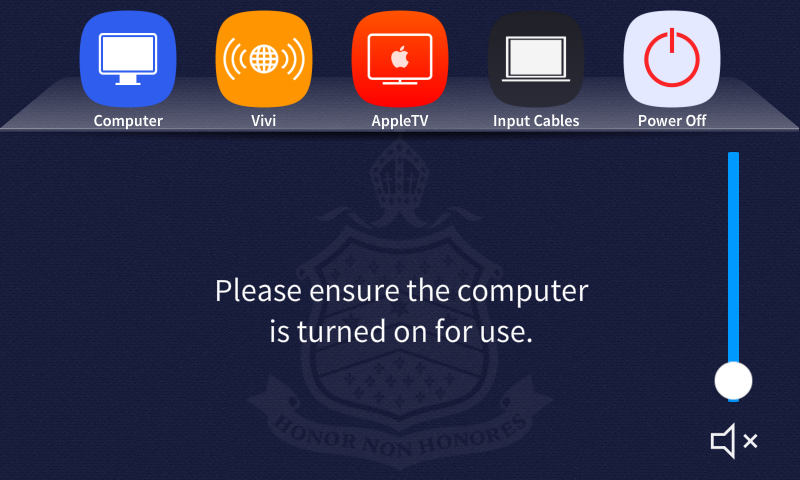 Computer
Vivi
AppleTV
Input Cables
Power Off
Please ensure the computer
is turned on for use.
HONOR NON HONORES